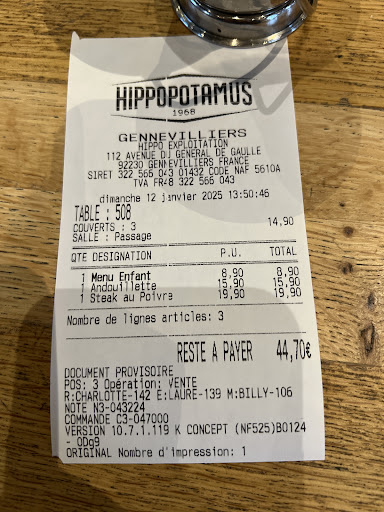 HIPPOPOTAMUS
1968
GENNEVILLIERS
HIPPO EXPLOITATION
112 AVENUE DU GENERAL DE GAULLE
92230 GENNEVILLIERS FRANCE
SIRET 322 566 043 01432 CODE NAF 5610A
TVA FR48 322 566 043
dimanche 12 janvier 2025 13:50:46
TABLE : 508
COUVERTS : 3 14,90
SALLE : Passage
QTE DESIGNATION P.U. TOTAL
1 Menu Enfant 8,90 8,90
1 Andouillette 15,90 15,90
1 Steak au Poivre 19,90 19,90
Nombre de lignes articles: 3
RESTE A PAYER 44,70€
DOCUMENT PROVISOIRE
POS: 3 Opération: VENTE
R:CHARLOTTE-142 E:LAURE-139 M:BILLY-106
NOTE N3-043224
COMMANDE C3-047000
VERSION 10.7.1.119 K CONCEPT (NF525)B0124
- ODq9
ORIGINAL Nombre d'impression: 1